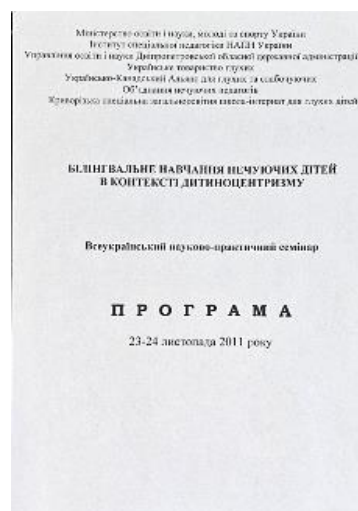 Міністерство освіти і науки, молоді та спорту України
Інститут спеціальної педагогіки НАПН України
Управління освіти і науки Дніпропетровської обласної державної адміністрації
Українське товариство глухих
Українсько-Канадський Альянс для глухих та слабочуючих
Об'єднання нечуючих педагогів
Криворізька спеціальна загальноосвітня школа-інтернат для глухих дітей
БІЛІНГВАЛЬНЕ НАВЧАННЯ НЕЧУЮЧИХ ДІТЕЙ
В КОНТЕКСТІ ДИТИНОЦЕНТРИЗМУ
Всеукраїнський науково-практичний семінар
ПРОГРАМА
23-24 листопада 2011 року